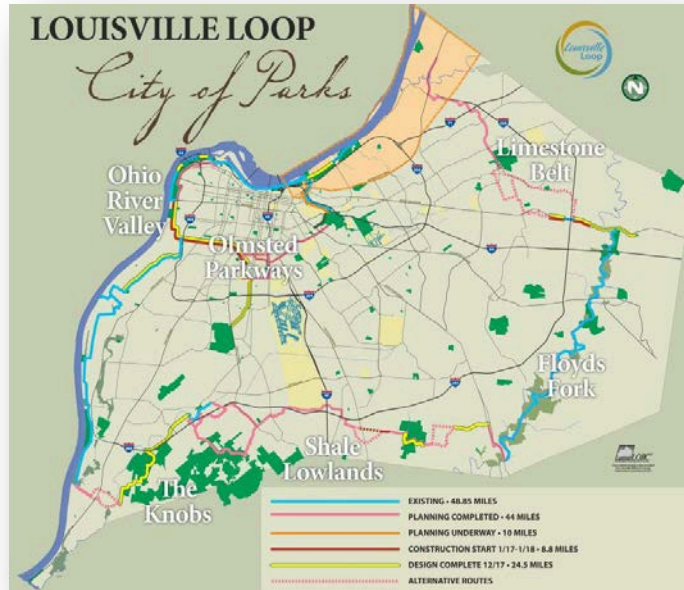 LOUISVILLE LOOP
City of Parks
Louisville
Loop
N
Limestone
Belt
Ohio
River
Valley
Olmsted
Parkways
Floyds
Fork
Shale
Lowlands
The
Knobs
LOJIC
EXISTING • 48.85 MILES
PLANNING COMPLETED • 44 MILES
PLANNING UNDERWAY • 10 MILES
CONSTRUCTION START 1/17-1/18 • 8.8 MILES
DESIGN COMPLETE 12/17 • 24.5 MILES
ALTERNATIVE ROUTES